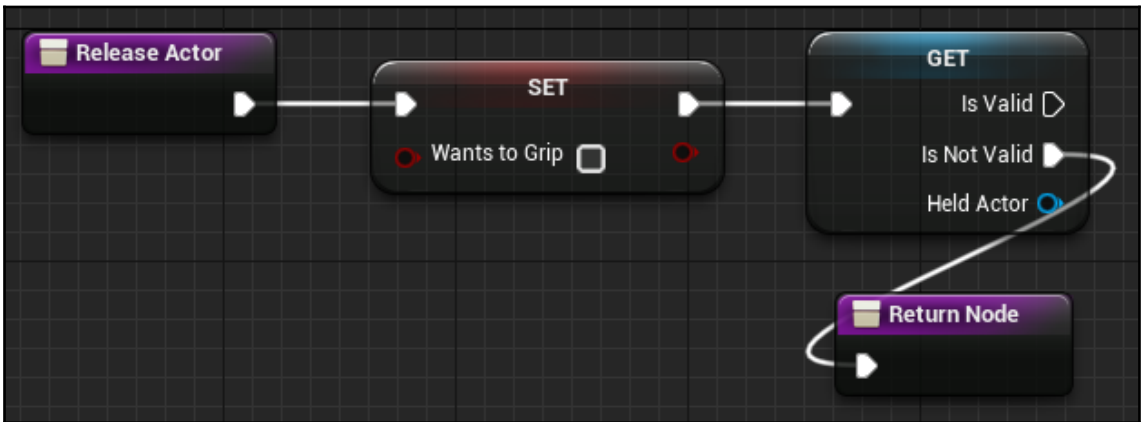 Release Actor
SET
Wants to Grip
GET
Is Valid
Is Not Valid
Held Actor
Return Node